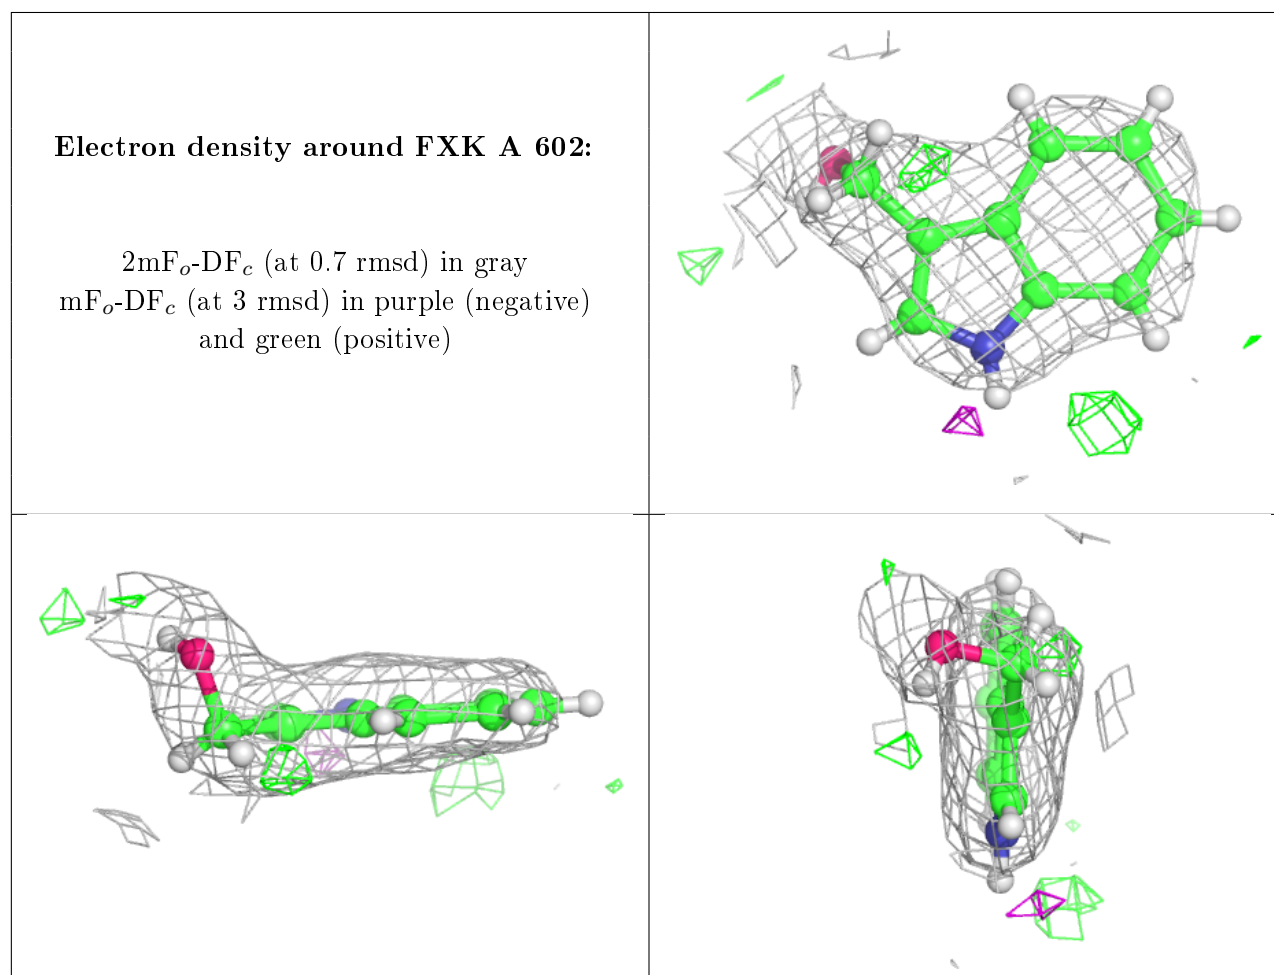 Electron density around FXK A 602:
2mFₒ-DF𝒸 (at 0.7 rmsd) in gray
mFₒ-DF𝒸 (at 3 rmsd) in purple (negative)
and green (positive)